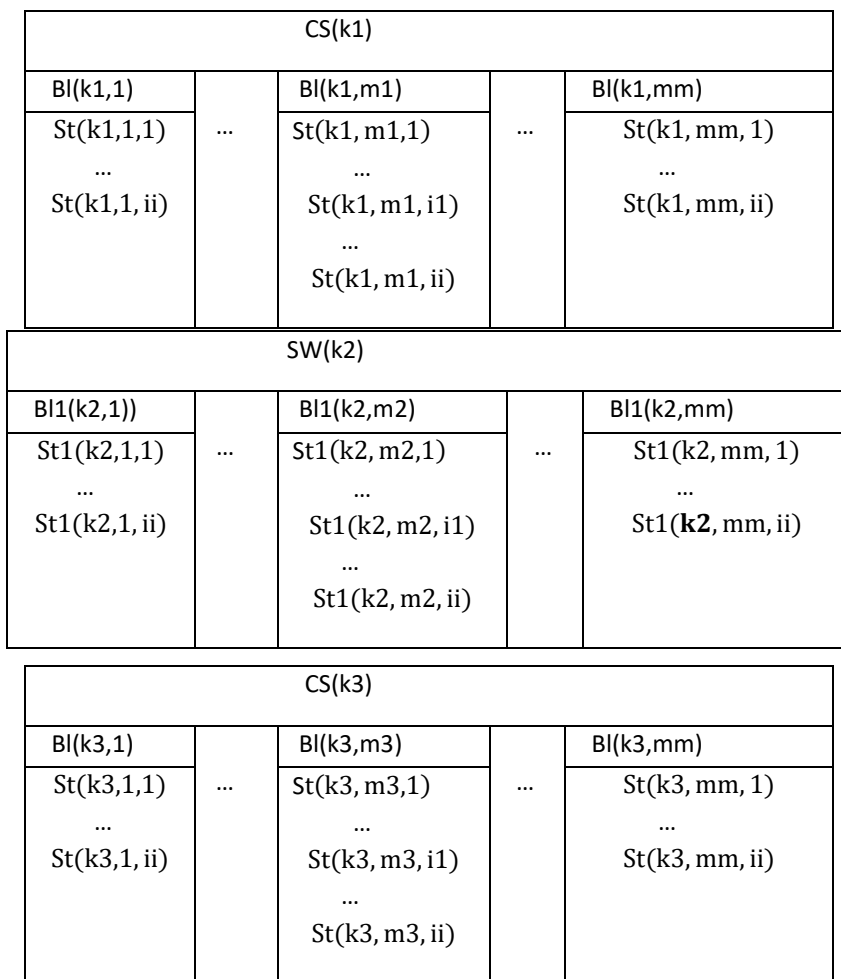 CS(k1)
Bl(k1,1) Bl(k1,m1) Bl(k1,mm)
St(k1,1,1) ... St(k1, m1,1) ... St(k1, mm, 1)
... ... ...
St(k1,1, ii) St(k1, m1, i1) St(k1, mm, ii)
...
St(k1, m1, ii)
SW(k2)
Bl1(k2,1)) Bl1(k2,m2) Bl1(k2,mm)
St1(k2,1,1) ... St1(k2, m2,1) ... St1(k2, mm, 1)
... ... ...
St1(k2,1, ii) St1(k2, m2, i1) St1(k2, mm, ii)
...
St1(k2, m2, ii)
CS(k3)
Bl(k3,1) Bl(k3,m3) Bl(k3,mm)
St(k3,1,1) ... St(k3, m3,1) ... St(k3, mm, 1)
... ... ...
St(k3,1, ii) St(k3, m3, i1) St(k3, mm, ii)
...
St(k3, m3, ii)